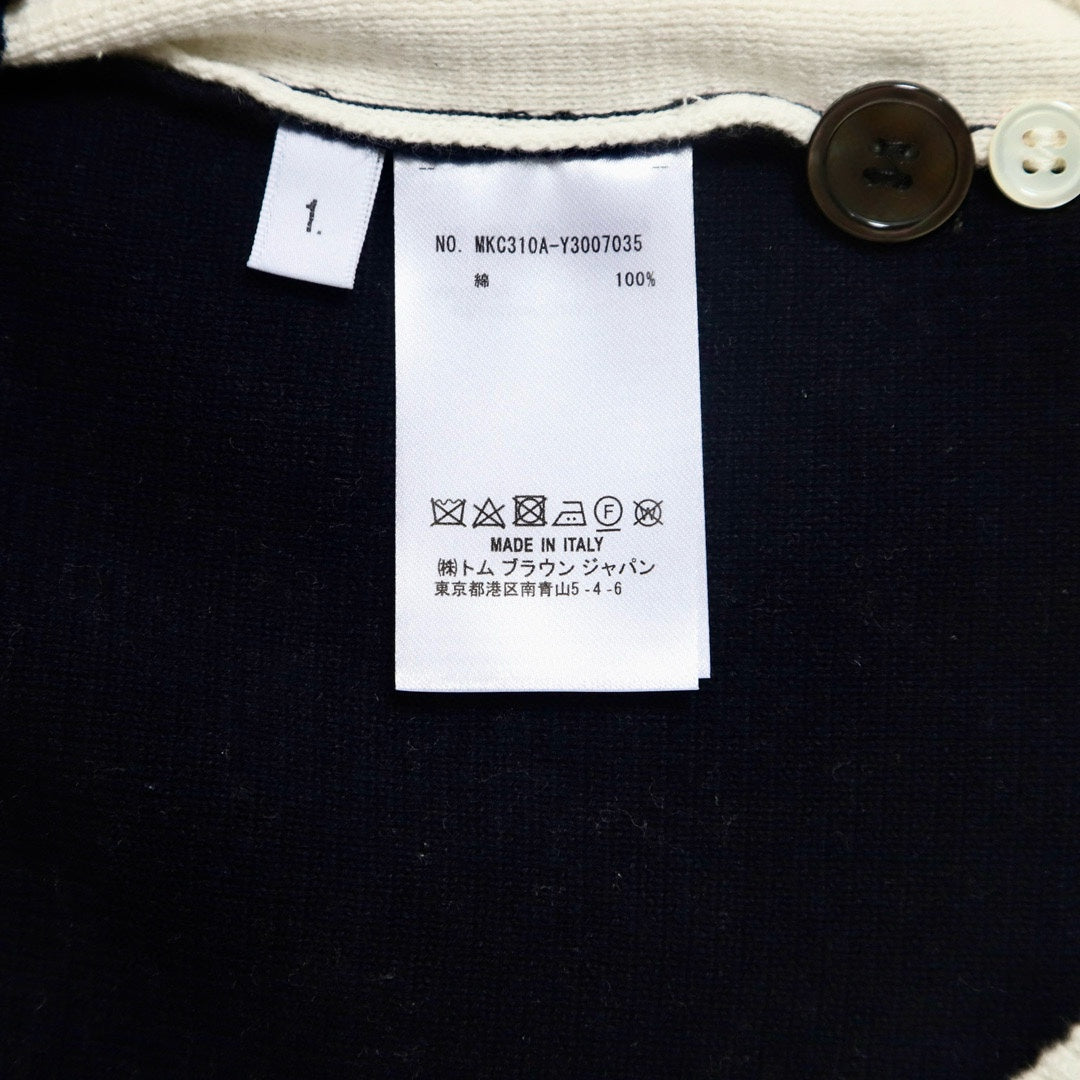 1.
NO. MKC310A-Y3007035
綿 100%
F W
MADE IN ITALY
㈱トム ブラウン ジャパン
東京都港区南青山5-4-6